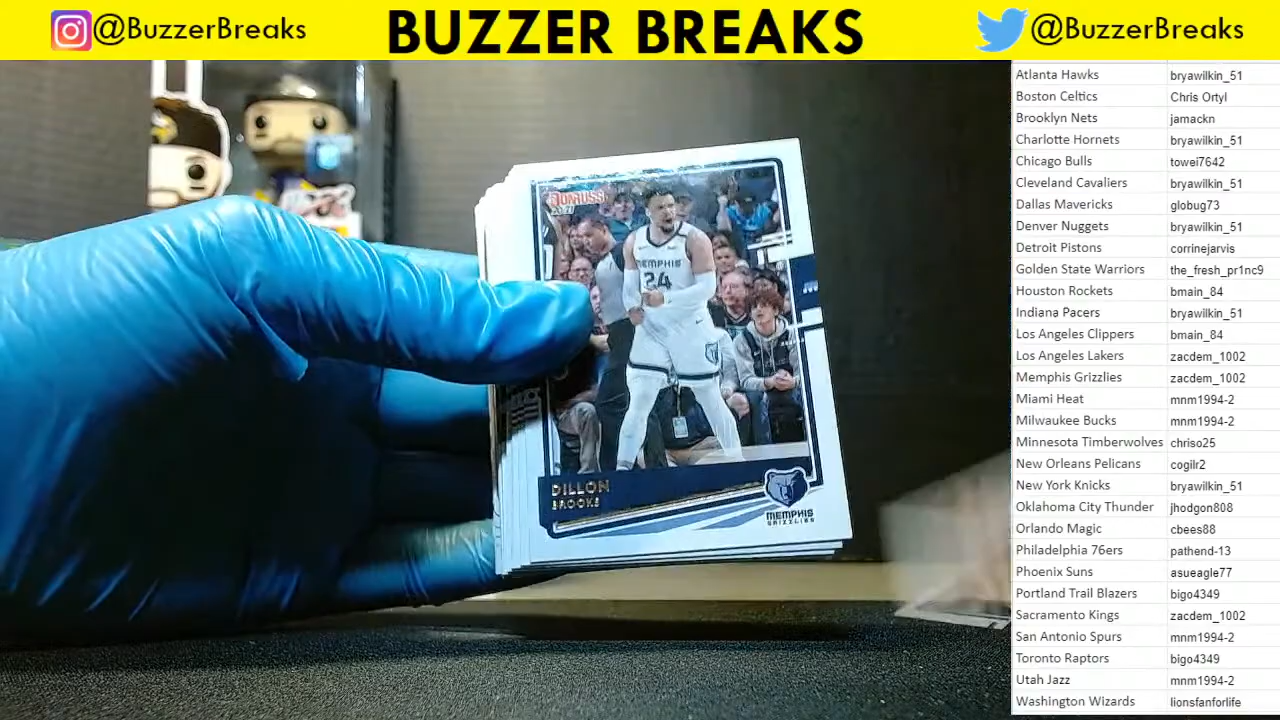 @BuzzerBreaks
BUZZER BREAKS
@BuzzerBreaks
Atlanta Hawks bryawilkin_51
Boston Celtics Chris Ortyl
Brooklyn Nets jamackn
Charlotte Hornets bryawilkin_51
Chicago Bulls towei7642
Cleveland Cavaliers bryawilkin_51
Dallas Mavericks globug73
Denver Nuggets bryawilkin_51
Detroit Pistons corrinejarvis
Golden State Warriors the_fresh_pr1nc9
Houston Rockets bmain_84
Indiana Pacers bryawilkin_51
Los Angeles Clippers bmain_84
Los Angeles Lakers zacdem_1002
Memphis Grizzlies zacdem_1002
Miami Heat mnm1994-2
Milwaukee Bucks mnm1994-2
Minnesota Timberwolves chriso25
New Orleans Pelicans cogilr2
New York Knicks bryawilkin_51
Oklahoma City Thunder jhodgon808
Orlando Magic cbees88
Philadelphia 76ers pathend-13
Phoenix Suns asueagle77
Portland Trail Blazers bigo4349
Sacramento Kings zacdem_1002
San Antonio Spurs mnm1994-2
Toronto Raptors bigo4349
Utah Jazz mnm1994-2
Washington Wizards lionsfanforlife
DONRUSS
20-21
MEMPHIS
24
DILLON
BROOKS
MEMPHIS
GRIZZLIES